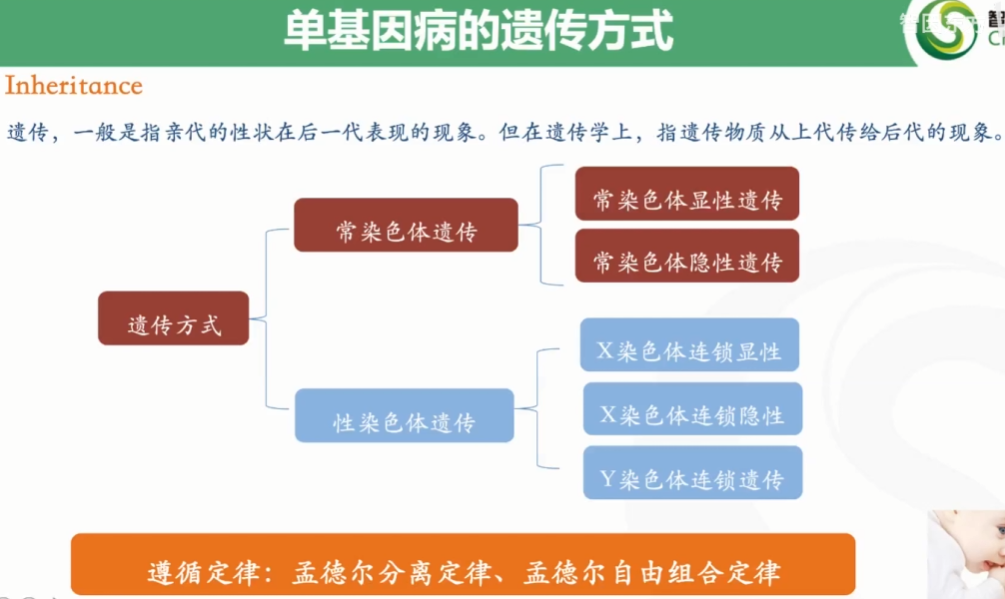 单基因病的遗传方式
Inheritance
遗传，一般是指亲代的性状在后一代表现的现象。但在遗传学上，指遗传物质从上代传给后代的现象。
常染色体显性遗传
常染色体遗传
常染色体隐性遗传
遗传方式
X染色体连锁显性
性染色体遗传
X染色体连锁隐性
Y染色体连锁遗传
遵循定律：孟德尔分离定律、孟德尔自由组合定律